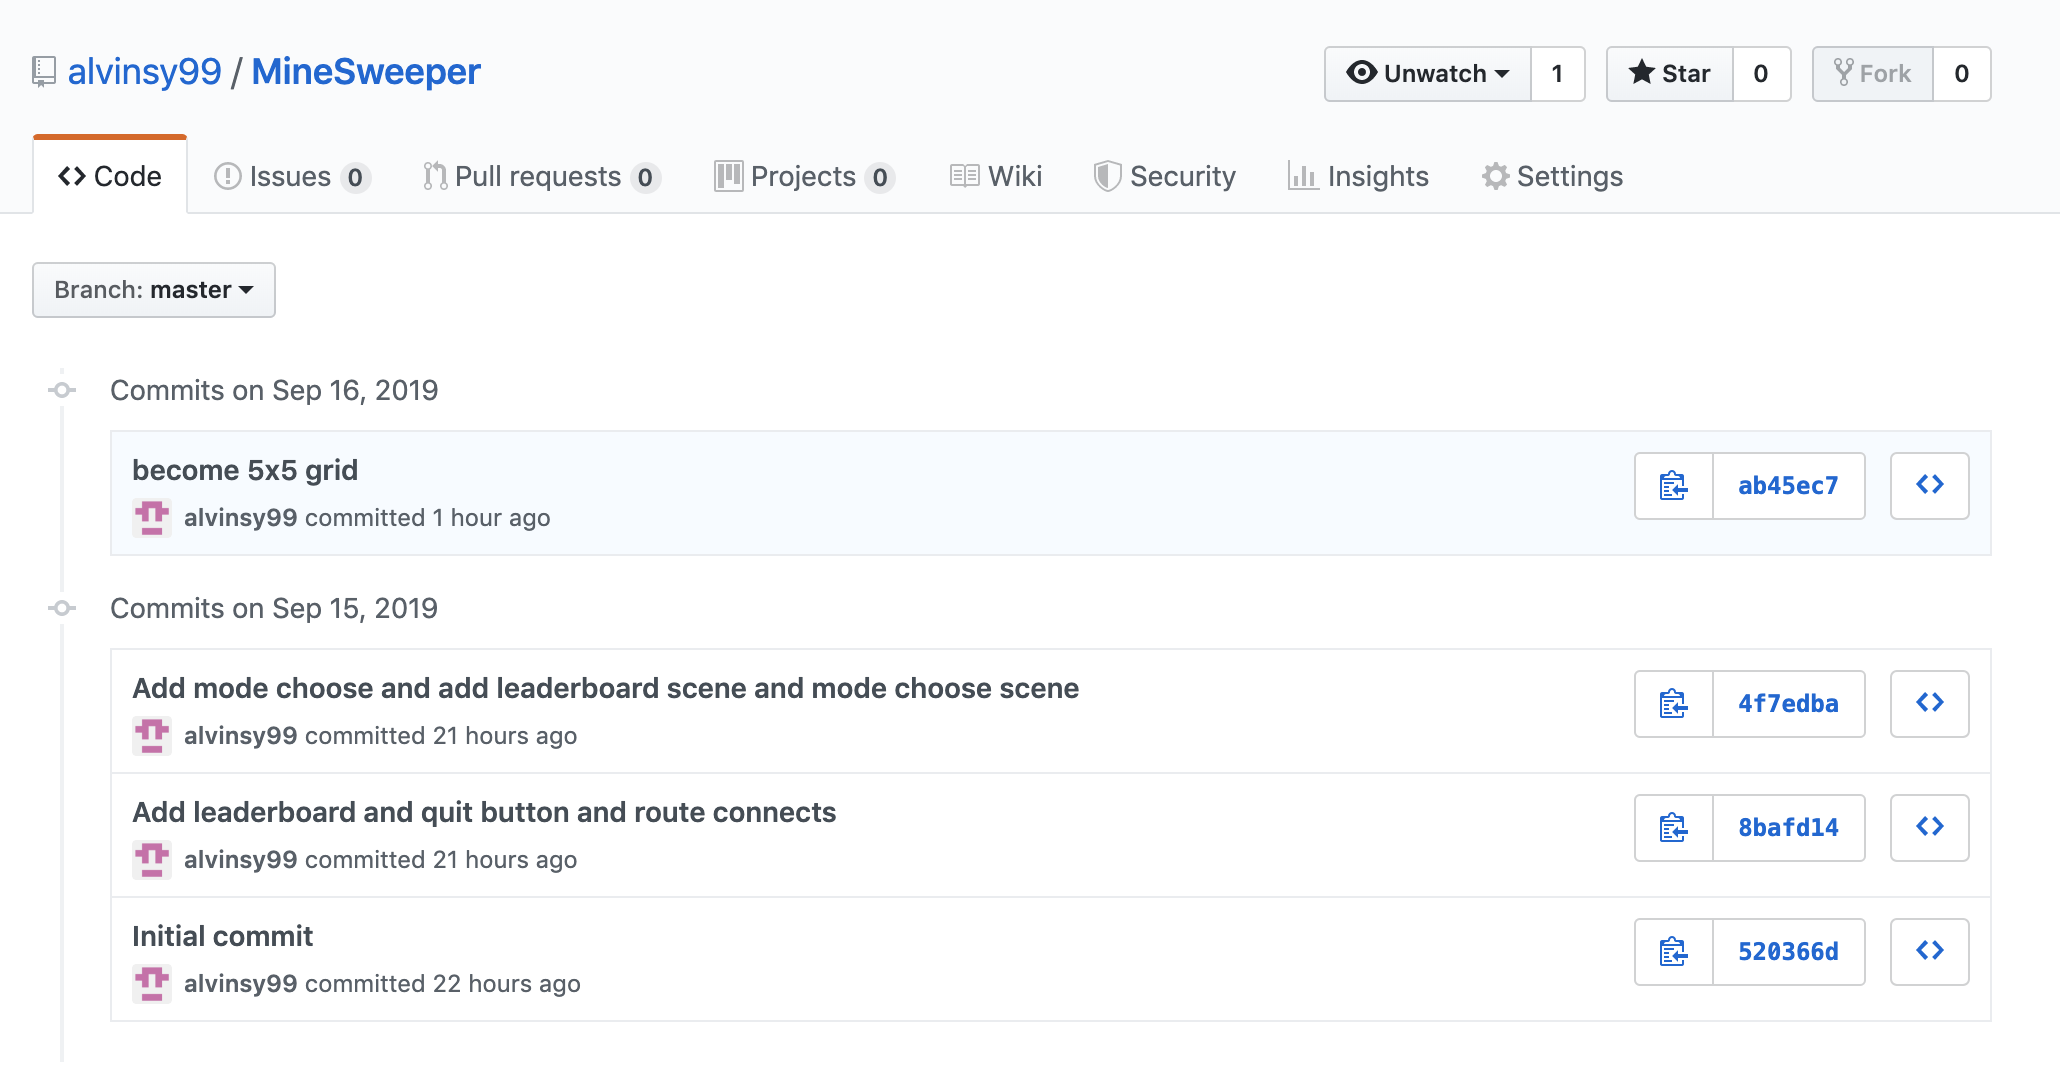 alvinsy99 / MineSweeper
Unwatch 1 Star 0 Fork 0
Code Issues 0 Pull requests 0 Projects 0 Wiki Security Insights Settings
Branch: master
Commits on Sep 16, 2019
become 5x5 grid
ab45ec7
alvinsy99 committed 1 hour ago
Commits on Sep 15, 2019
Add mode choose and add leaderboard scene and mode choose scene
4f7edba
alvinsy99 committed 21 hours ago
Add leaderboard and quit button and route connects
8bafd14
alvinsy99 committed 21 hours ago
Initial commit
520366d
alvinsy99 committed 22 hours ago